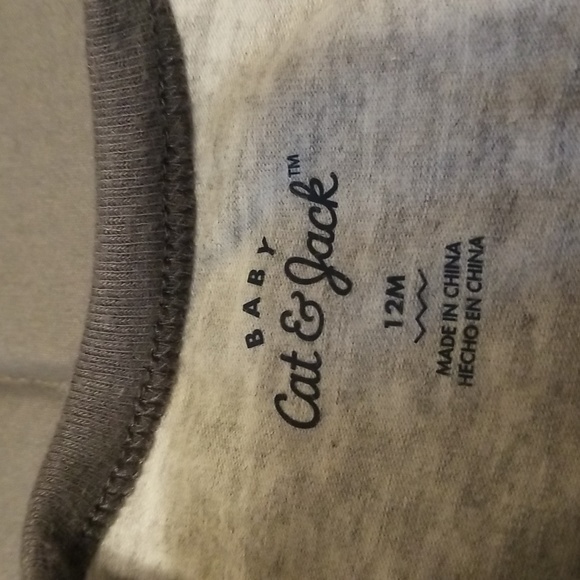 BABY
Cat & Jack™
12M
MADE IN CHINA
HECHO EN CHINA